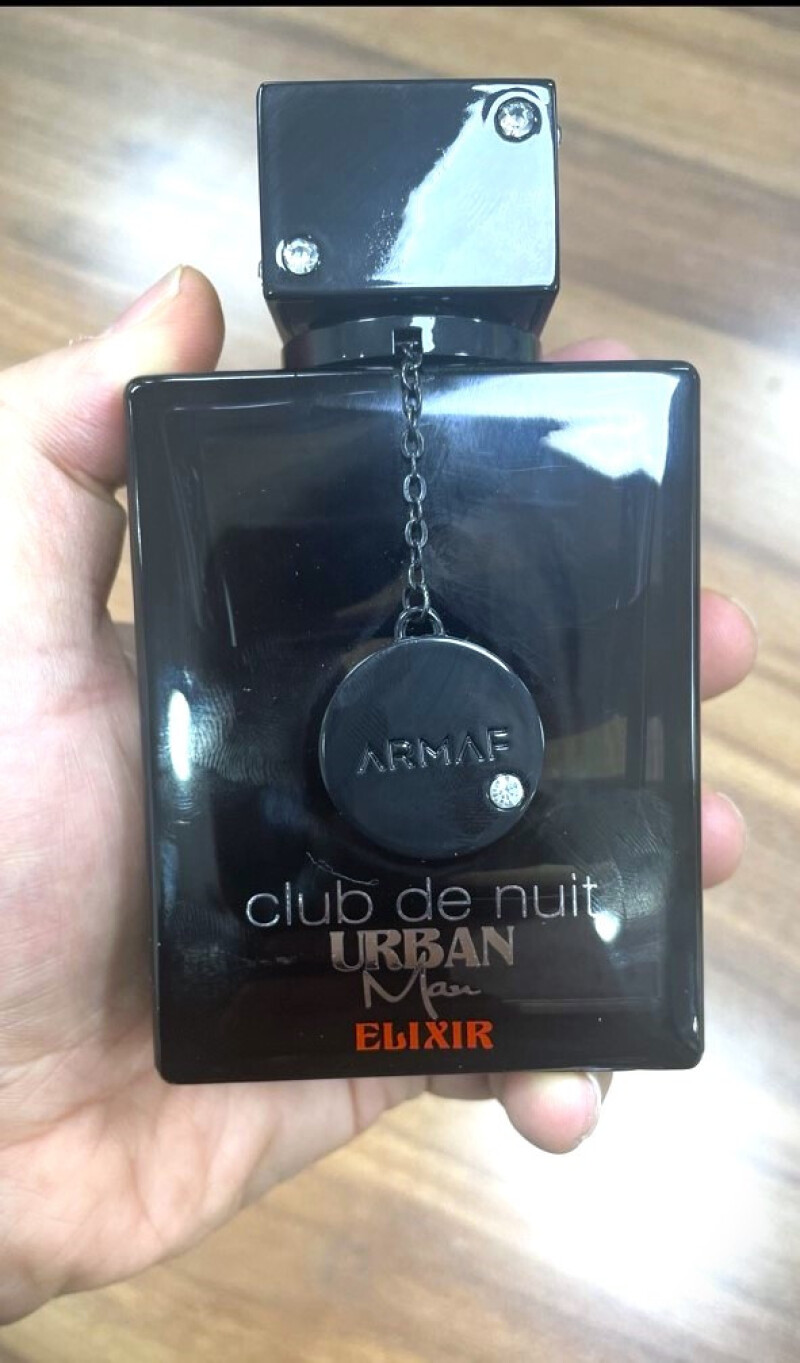 ARMAF
club de nuit
URBAN
Man
ELIXIR